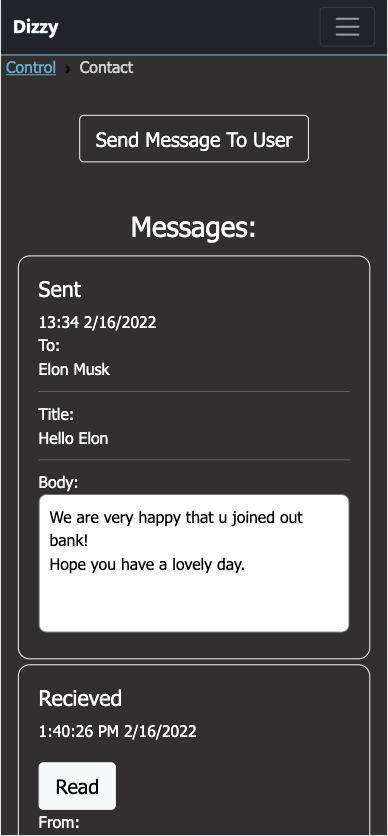 Dizzy
Control > Contact
Send Message To User
Messages:
Sent
13:34 2/16/2022
To:
Elon Musk
Title:
Hello Elon
Body:
We are very happy that u joined out
bank!
Hope you have a lovely day.
Recieved
1:40:26 PM 2/16/2022
Read
From: